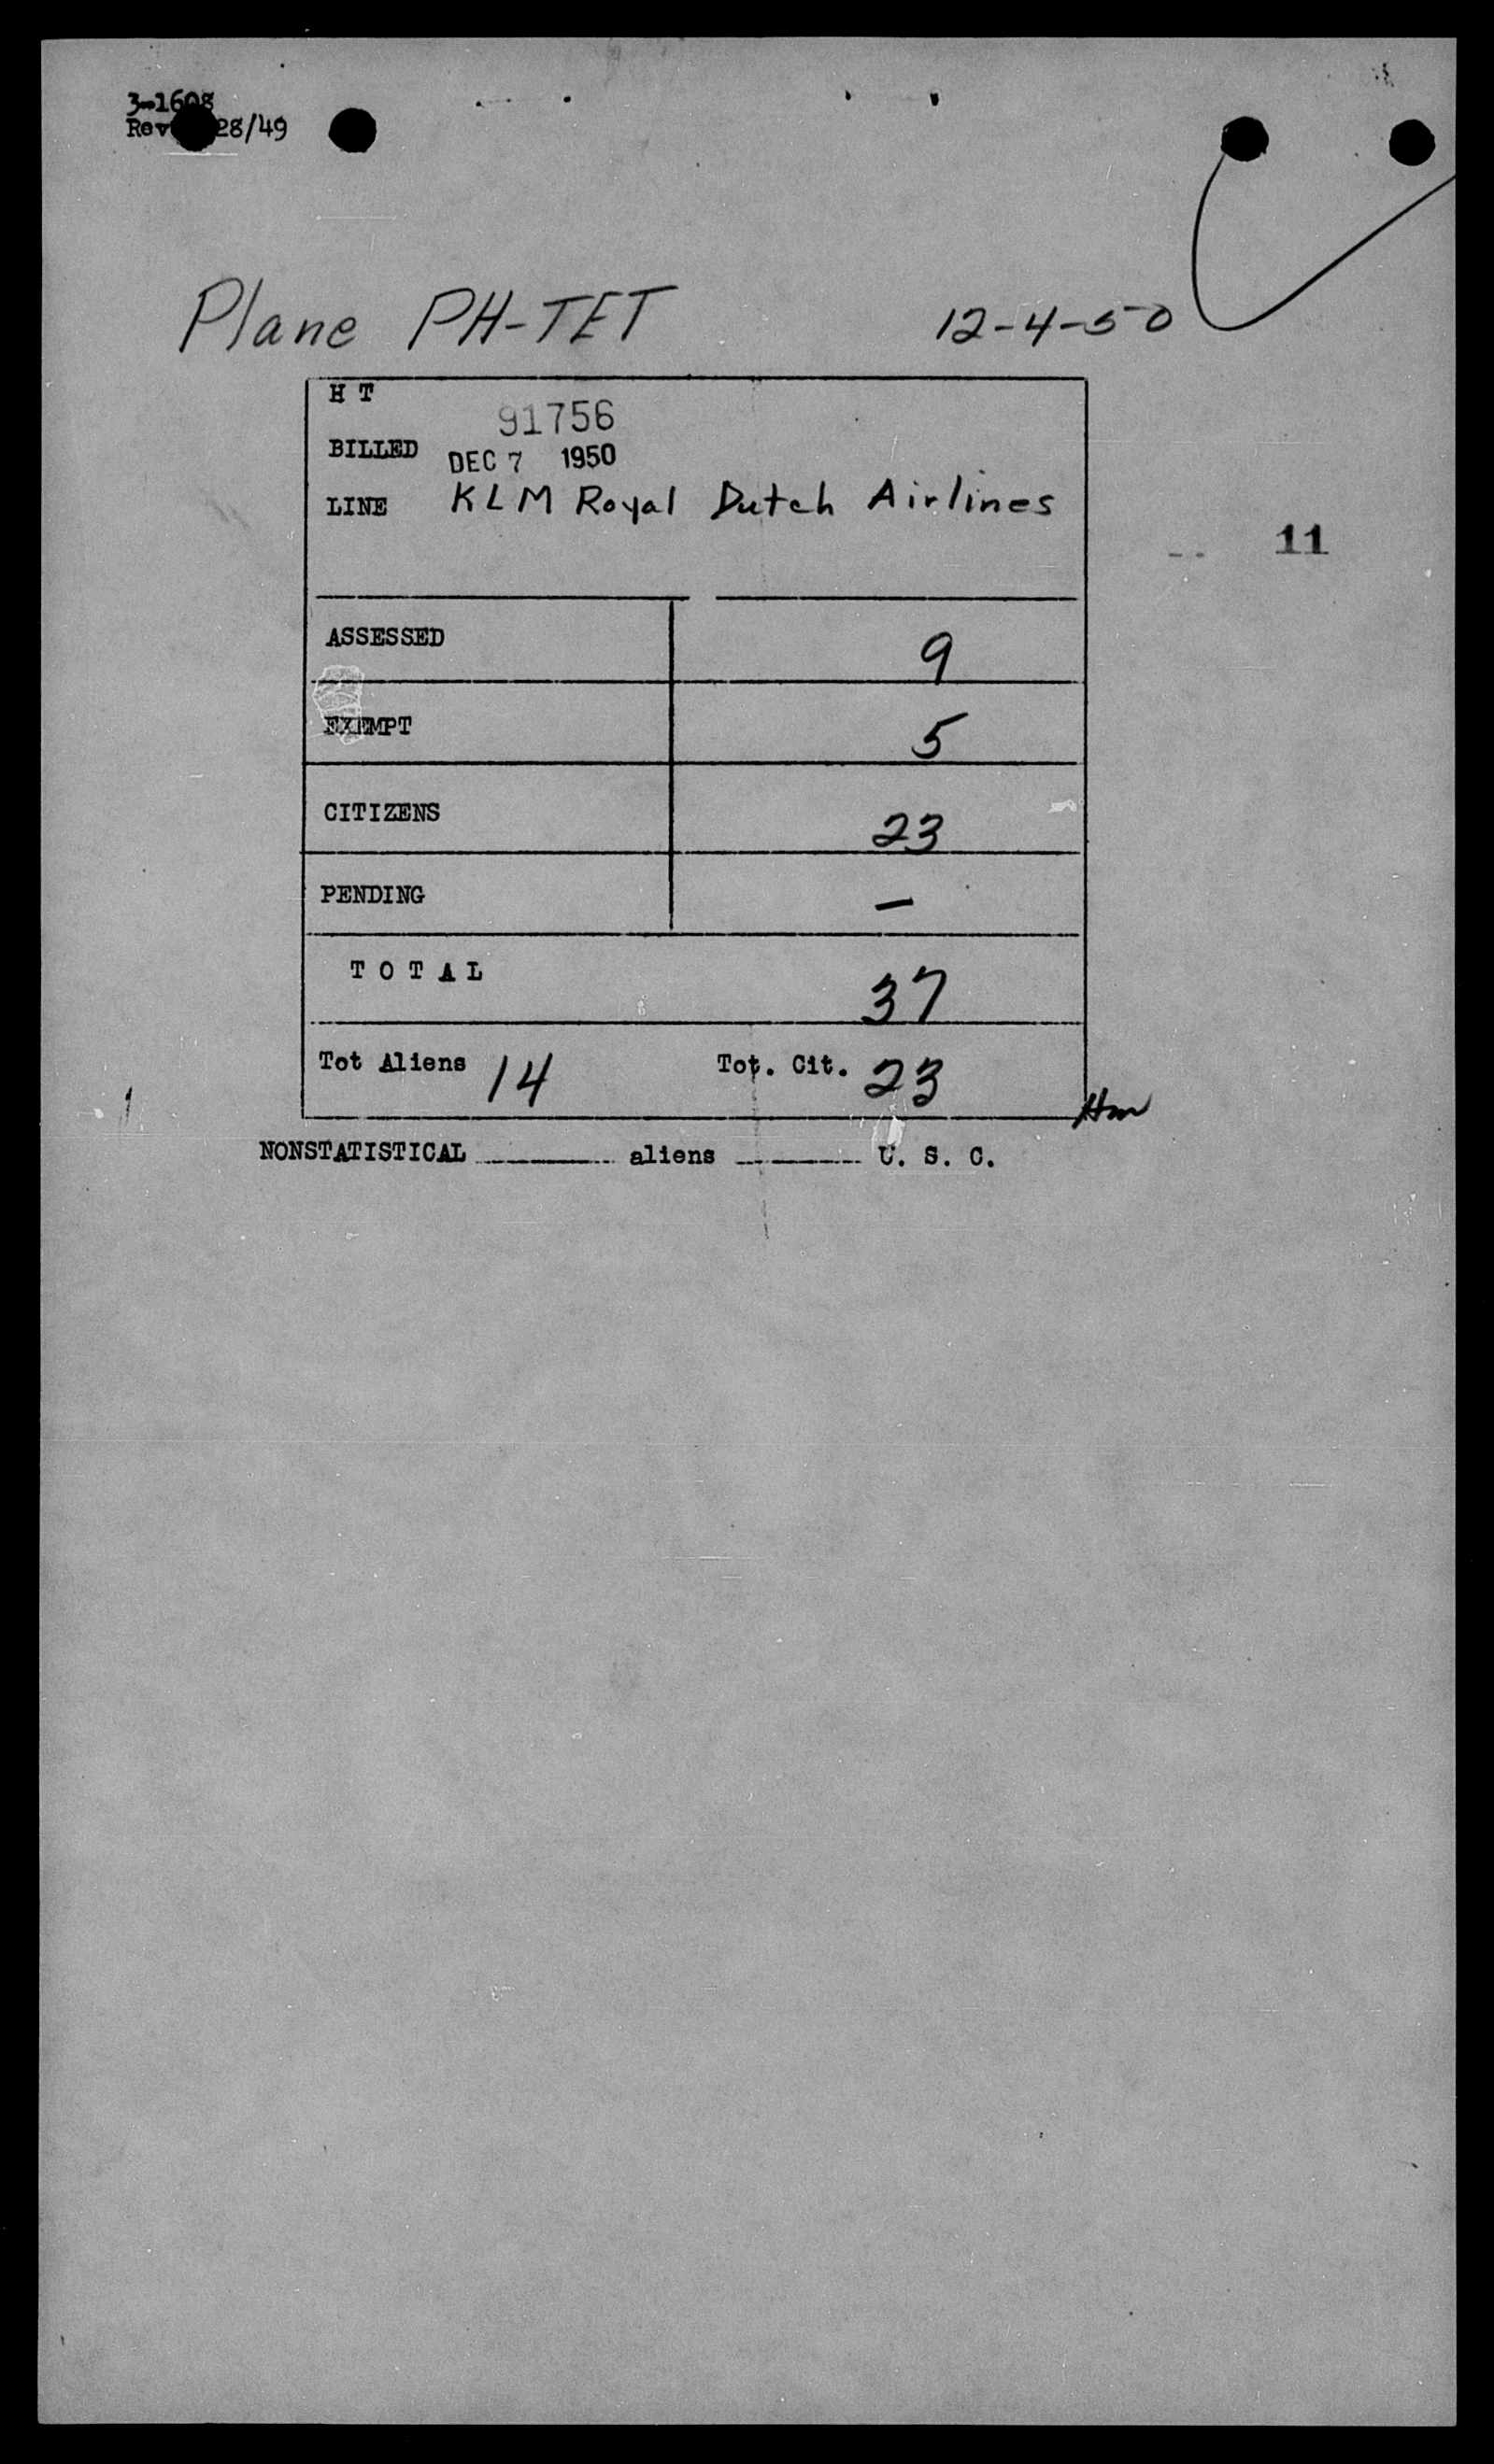 3-1608
Rev 28/49
Plane PH-TET 12-4-50
H T
91756
BILLED DEC 7 1950
LINE KLM Royal Dutch Airlines
11
ASSESSED 9
EXEMPT 5
CITIZENS 23
PENDING –
TOTAL 37
Tot Aliens 14 Tot. Cit. 23
NONSTATISTICAL ______ aliens ______ U. S. C.